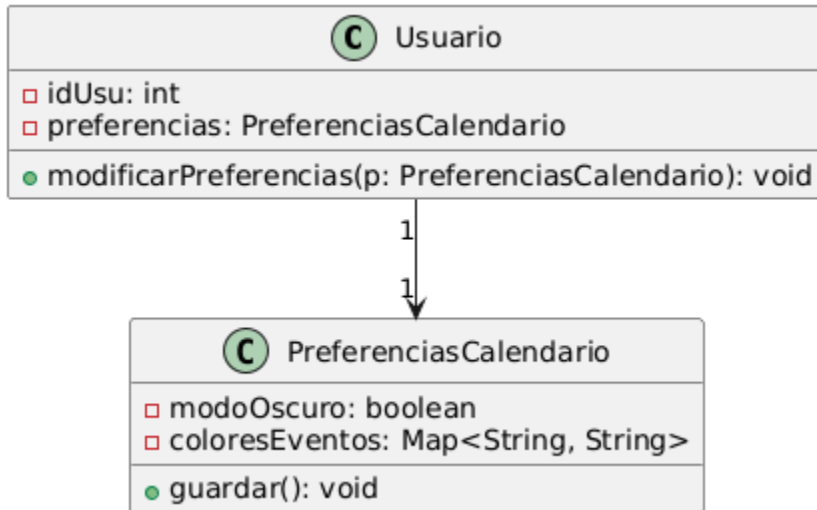 C Usuario
idUsu: int
preferencias: PreferenciasCalendario
modificarPreferencias(p: PreferenciasCalendario): void
1
1
C PreferenciasCalendario
modoOscuro: boolean
coloresEventos: Map<String, String>
guardar(): void